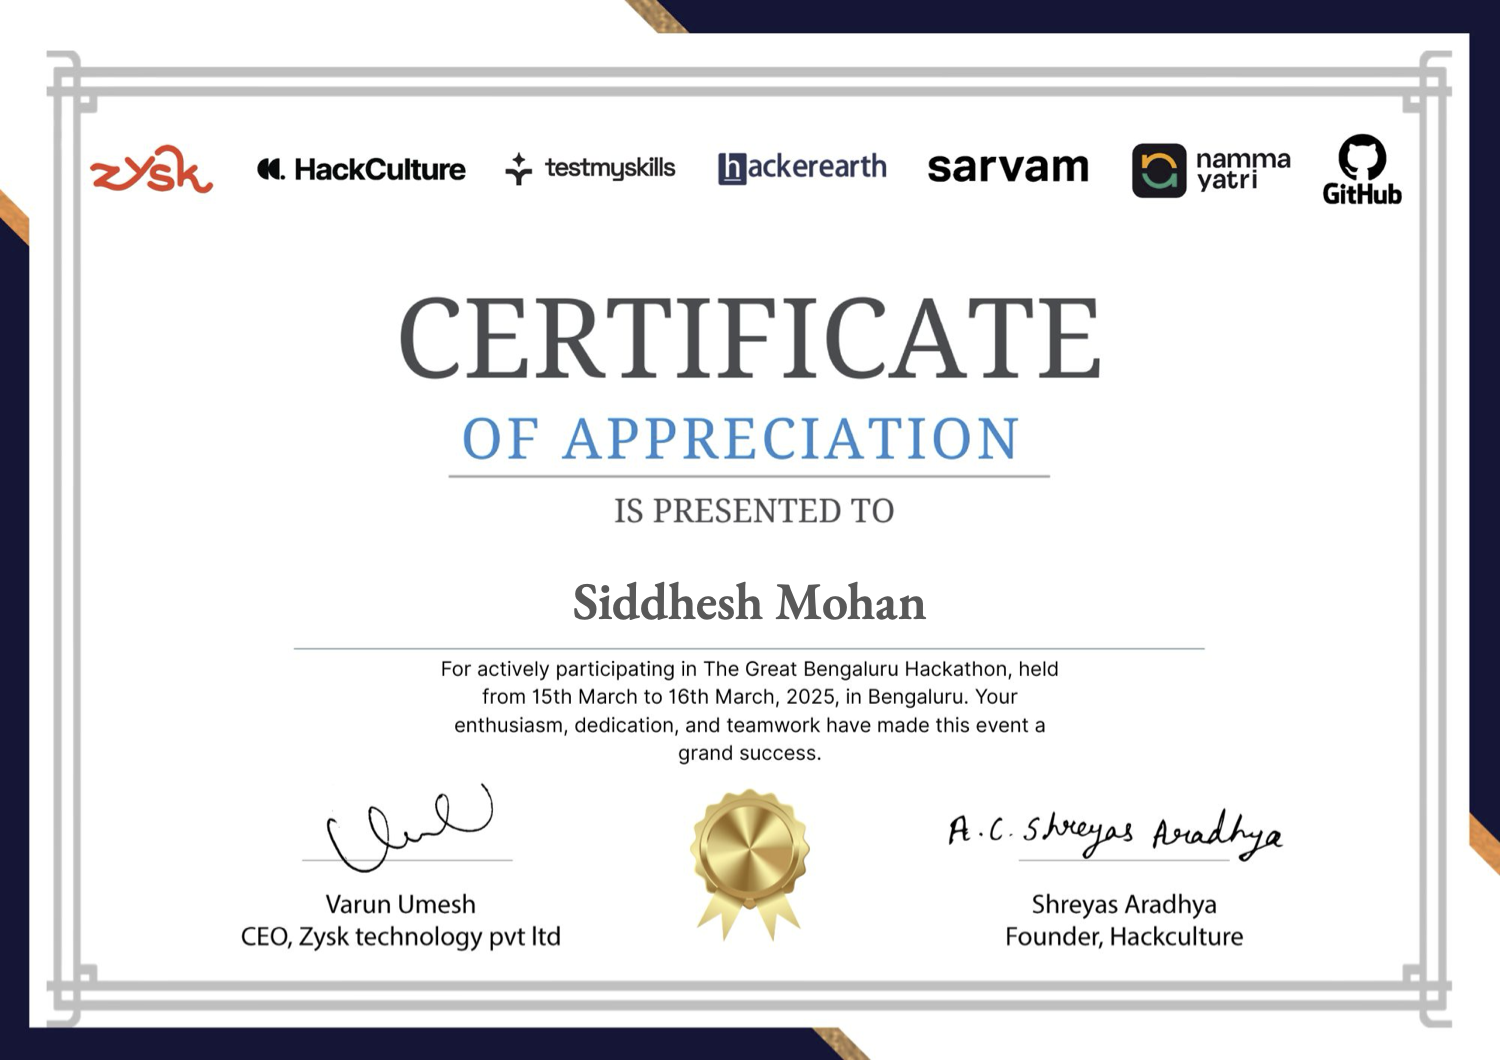 zysk HackCulture testmyskills hackerearth sarvam namma yatri GitHub
CERTIFICATE
OF APPRECIATION
IS PRESENTED TO
Siddhesh Mohan
For actively participating in The Great Bengaluru Hackathon, held
from 15th March to 16th March, 2025, in Bengaluru. Your
enthusiasm, dedication, and teamwork have made this event a
grand success.
A.C. Shreyas Aradhya
Varun Umesh
CEO, Zysk technology pvt ltd
Shreyas Aradhya
Founder, Hackculture